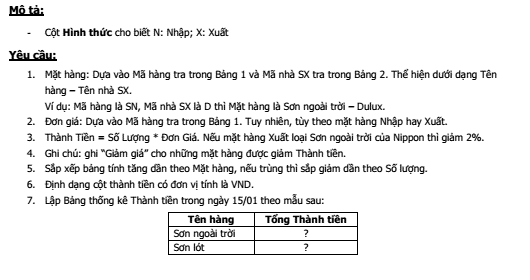 Mô tả:
- Cột Hình thức cho biết N: Nhập; X: Xuất
Yêu cầu:
1. Mặt hàng: Dựa vào Mã hàng tra trong Bảng 1 và Mã nhà SX tra trong Bảng 2. Thể hiện dưới dạng Tên
hàng – Tên nhà SX.
Ví dụ: Mã hàng là SN, Mã nhà SX là D thì Mặt hàng là Sơn ngoài trời – Dulux.
2. Đơn giá: Dựa vào Mã hàng tra trong Bảng 1. Tuy nhiên, tùy theo mặt hàng Nhập hay Xuất.
3. Thành Tiền = Số Lượng * Đơn Giá. Nếu mặt hàng Xuất loại Sơn ngoài trời của Nippon thì giảm 2%.
4. Ghi chú: ghi "Giảm giá" cho những mặt hàng được giảm Thành tiền.
5. Sắp xếp bảng tính tăng dần theo Mặt hàng, nếu trùng thì sắp giảm dần theo Số lượng.
6. Định dạng cột thành tiền có đơn vị tính là VND.
7. Lập Bảng thống kê Thành tiền trong ngày 15/01 theo mẫu sau:
Tên hàng Tổng Thành tiền
Sơn ngoài trời ?
Sơn lót ?